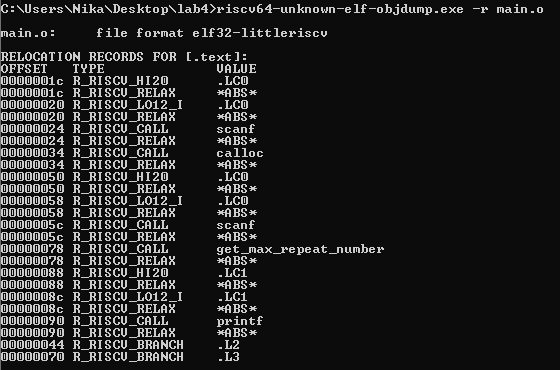 C:\Users\Nika\Desktop\lab4>riscv64-unknown-elf-objdump.exe -r main.o
main.o:     file format elf32-littleriscv
RELOCATION RECORDS FOR [.text]:
OFFSET   TYPE              VALUE
0000001c R_RISCV_HI20      .LC0
0000001c R_RISCV_RELAX     *ABS*
00000020 R_RISCV_LO12_I    .LC0
00000020 R_RISCV_RELAX     *ABS*
00000024 R_RISCV_CALL      scanf
00000024 R_RISCV_RELAX     *ABS*
00000034 R_RISCV_CALL      calloc
00000034 R_RISCV_RELAX     *ABS*
00000050 R_RISCV_HI20      .LC0
00000050 R_RISCV_RELAX     *ABS*
00000058 R_RISCV_LO12_I    .LC0
00000058 R_RISCV_RELAX     *ABS*
0000005c R_RISCV_CALL      scanf
0000005c R_RISCV_RELAX     *ABS*
00000078 R_RISCV_CALL      get_max_repeat_number
00000078 R_RISCV_RELAX     *ABS*
00000088 R_RISCV_HI20      .LC1
00000088 R_RISCV_RELAX     *ABS*
0000008c R_RISCV_LO12_I    .LC1
0000008c R_RISCV_RELAX     *ABS*
00000090 R_RISCV_CALL      printf
00000090 R_RISCV_RELAX     *ABS*
00000044 R_RISCV_BRANCH    .L2
00000070 R_RISCV_BRANCH    .L3